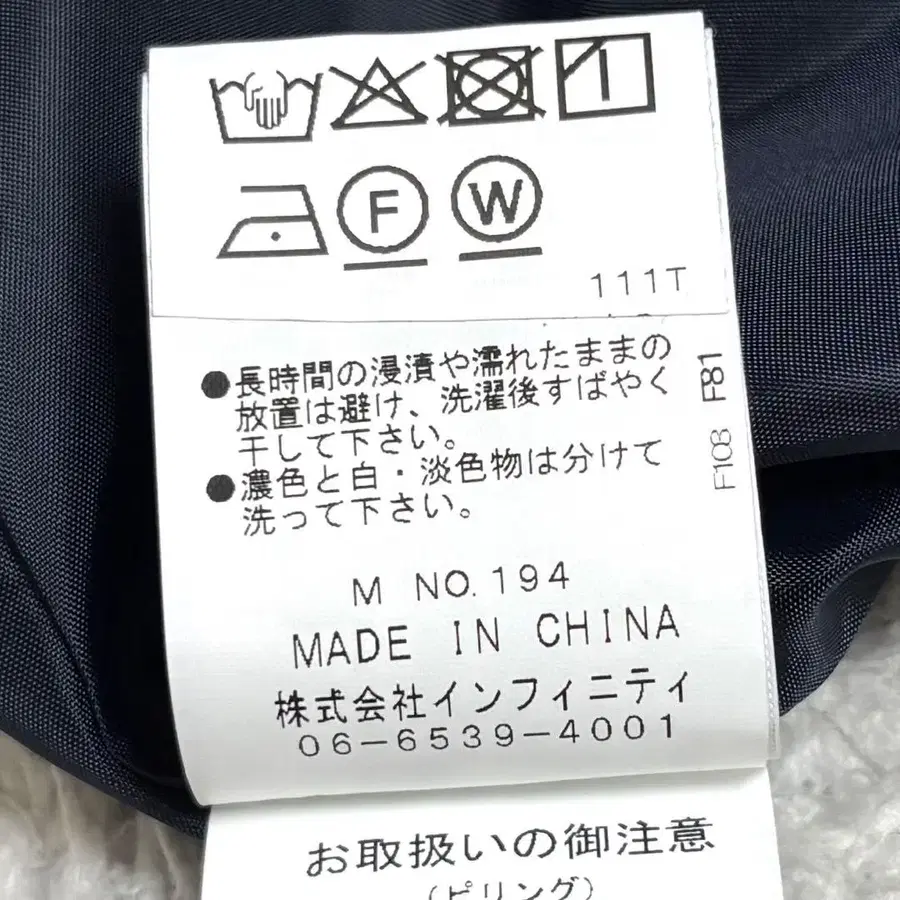 F
W
111T
●長時間の浸漬や濡れたままの
放置は避け、洗濯後すばやく
干して下さい。
●濃色と白・淡色物は分けて
洗って下さい。
F103 F81
M NO.194
MADE IN CHINA
株式会社インフィニティ
06-6539-4001
お取扱いの御注意
(ピリング)